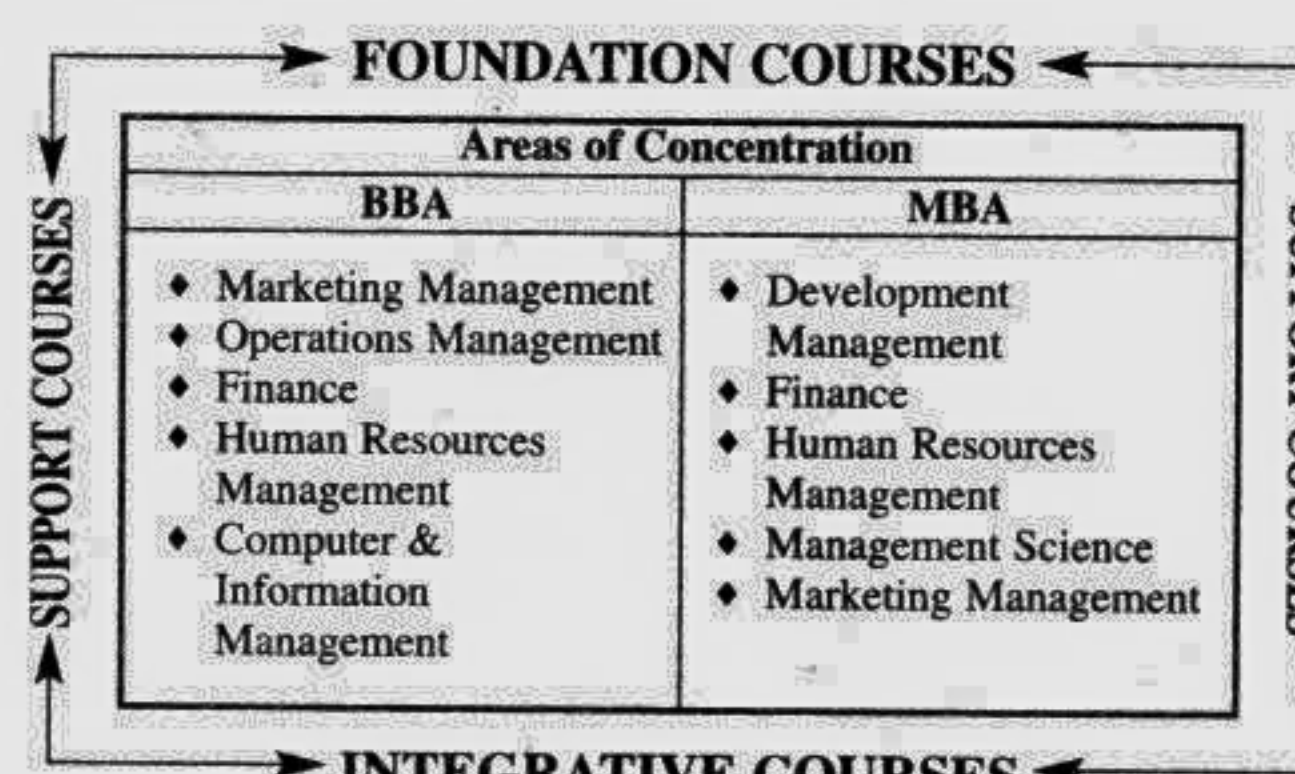 FOUNDATION COURSES
Areas of Concentration
BBA
MBA
SUPPORT COURSES
♦ Marketing Management
♦ Operations Management
♦ Finance
♦ Human Resources
Management
♦ Computer &
Information
Management
♦ Development
Management
♦ Finance
♦ Human Resources
Management
♦ Management Science
♦ Marketing Management
INTEGRATIVE COURSES